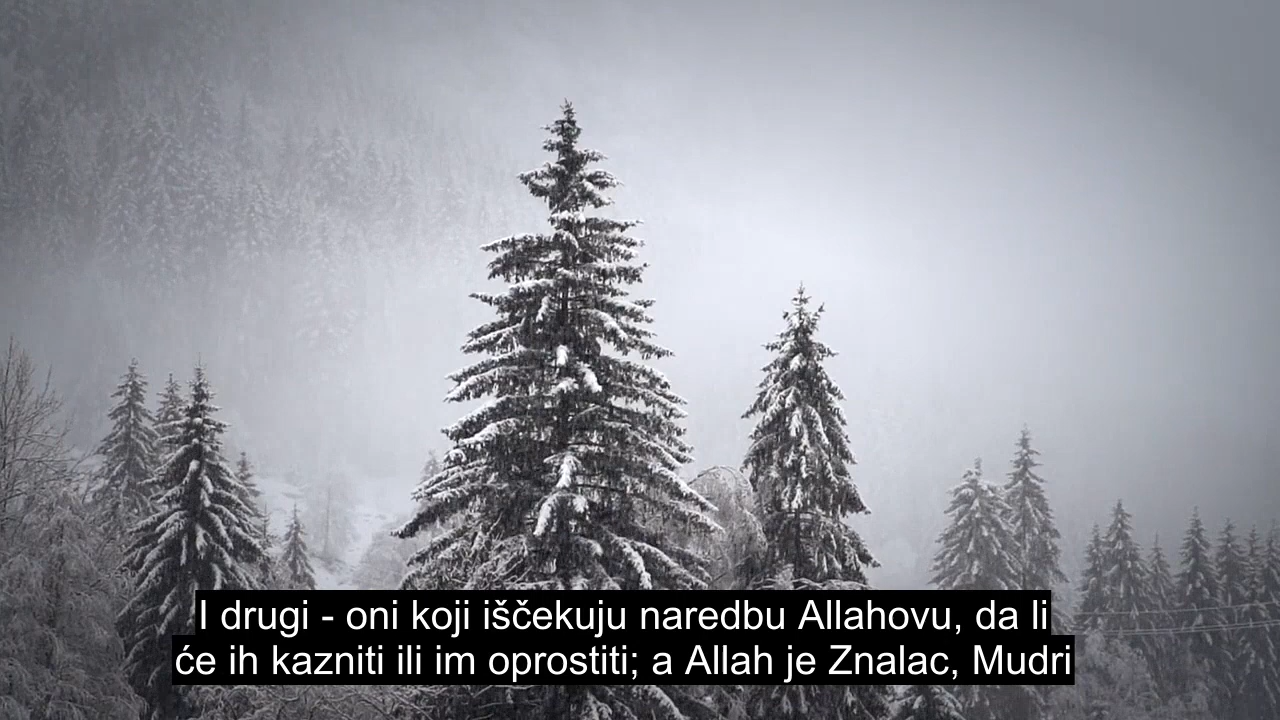 I drugi - oni koji iščekuju naredbu Allahovu, da li
će ih kazniti ili im oprostiti; a Allah je Znalac, Mudri